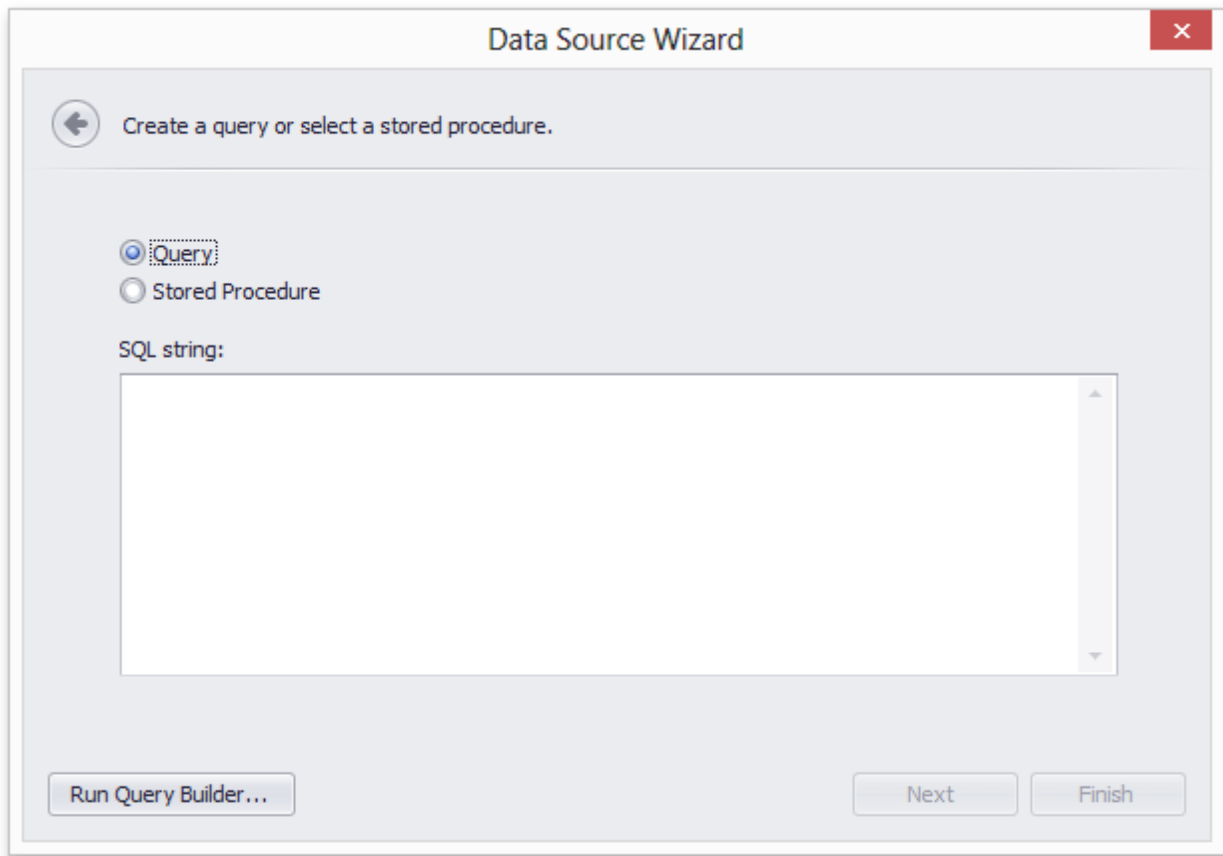 Data Source Wizard
Create a query or select a stored procedure.
Query
Stored Procedure
SQL string:
Run Query Builder...
Next
Finish